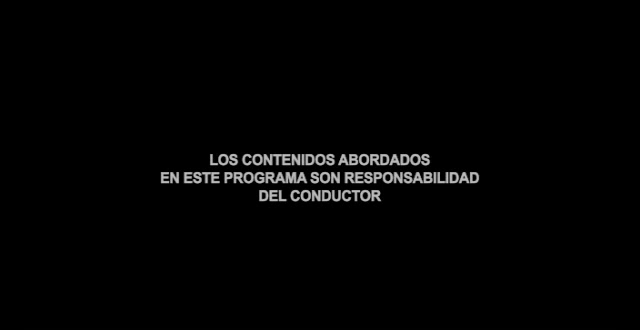 LOS CONTENIDOS ABORDADOS
EN ESTE PROGRAMA SON RESPONSABILIDAD
DEL CONDUCTOR